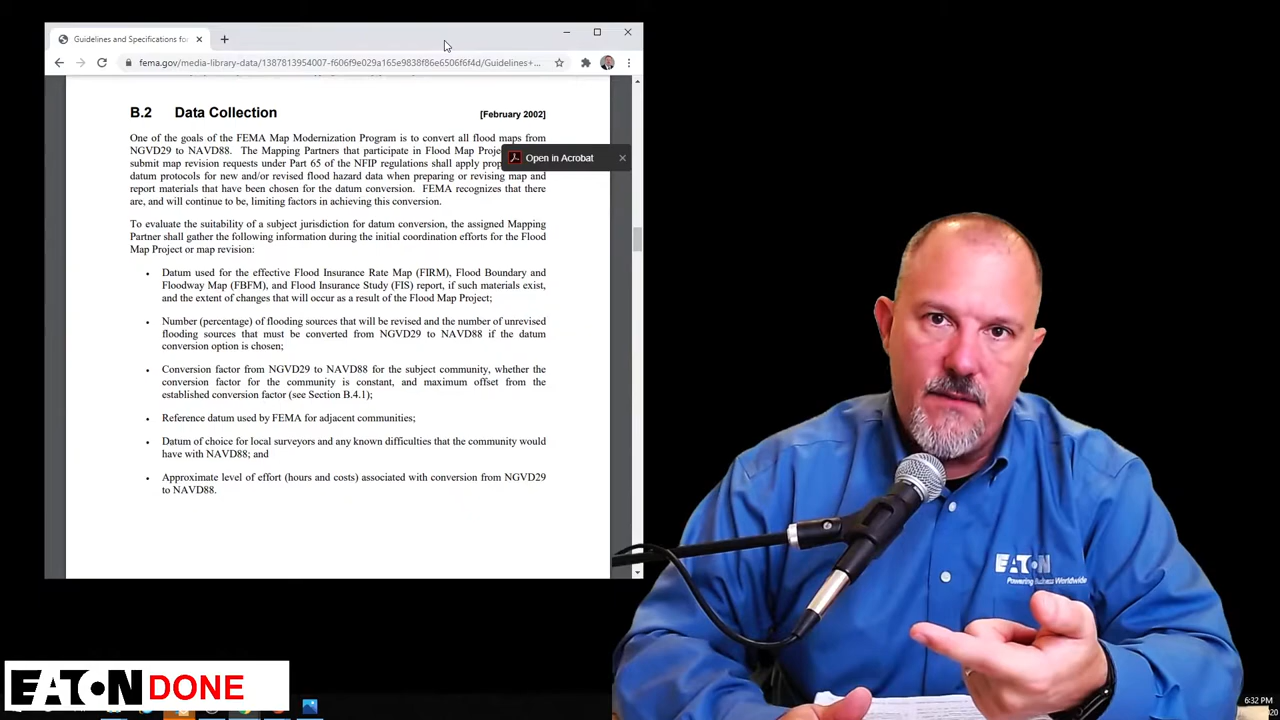 Guidelines and Specifications for
fema.gov/media-library-data/1387813954007-f606f9e029a165e9838f86e6506f6f4d/Guidelines+...
B.2 Data Collection [February 2002]
One of the goals of the FEMA Map Modernization Program is to convert all flood maps from
NGVD29 to NAVD88. The Mapping Partners that participate in Flood Map Proje
Open in Acrobat
submit map revision requests under Part 65 of the NFIP regulations shall apply prop
datum protocols for new and/or revised flood hazard data when preparing or revising map and
report materials that have been chosen for the datum conversion. FEMA recognizes that there
are, and will continue to be, limiting factors in achieving this conversion.
To evaluate the suitability of a subject jurisdiction for datum conversion, the assigned Mapping
Partner shall gather the following information during the initial coordination efforts for the Flood
Map Project or map revision:
• Datum used for the effective Flood Insurance Rate Map (FIRM), Flood Boundary and
Floodway Map (FBFM), and Flood Insurance Study (FIS) report, if such materials exist,
and the extent of changes that will occur as a result of the Flood Map Project;
• Number (percentage) of flooding sources that will be revised and the number of unrevised
flooding sources that must be converted from NGVD29 to NAVD88 if the datum
conversion option is chosen;
• Conversion factor from NGVD29 to NAVD88 for the subject community, whether the
conversion factor for the community is constant, and maximum offset from the
established conversion factor (see Section B.4.1);
• Reference datum used by FEMA for adjacent communities;
• Datum of choice for local surveyors and any known difficulties that the community would
have with NAVD88; and
• Approximate level of effort (hours and costs) associated with conversion from NGVD29
to NAVD88.
EATON
Powering Business Worldwide
EATON DONE
6:32 PM